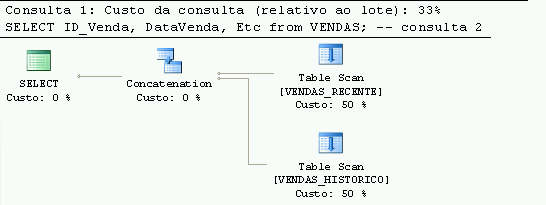 Consulta 1: Custo da consulta (relativo ao lote): 33%
SELECT ID_Venda, DataVenda, Etc from VENDAS; -- consulta 2
SELECT
Custo: 0 %
Concatenation
Custo: 0 %
Table Scan
[VENDAS_RECENTE]
Custo: 50 %
Table Scan
[VENDAS_HISTORICO]
Custo: 50 %